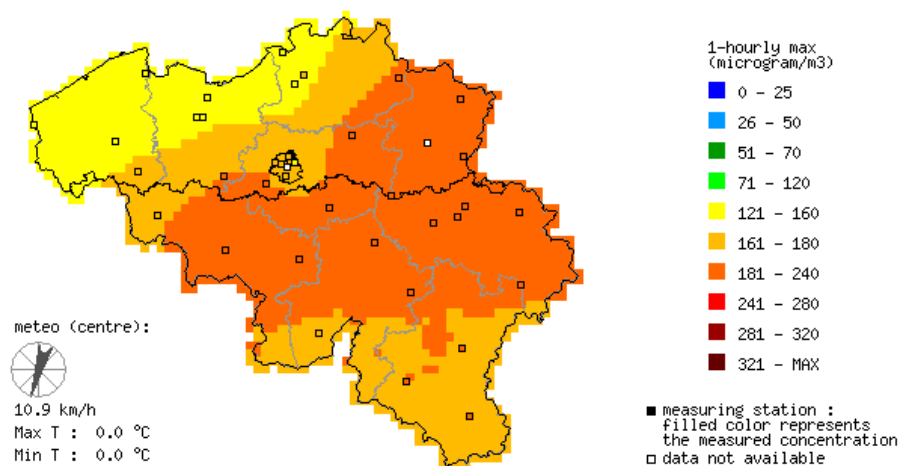 1-hourly max
(microgram/m3)
0 - 25
26 - 50
51 - 70
71 - 120
121 - 160
161 - 180
181 - 240
241 - 280
281 - 320
321 - MAX
meteo (centre):
10.9 km/h
Max T : 0.0 °C
Min T : 0.0 °C
measuring station :
filled color represents
the measured concentration
data not available